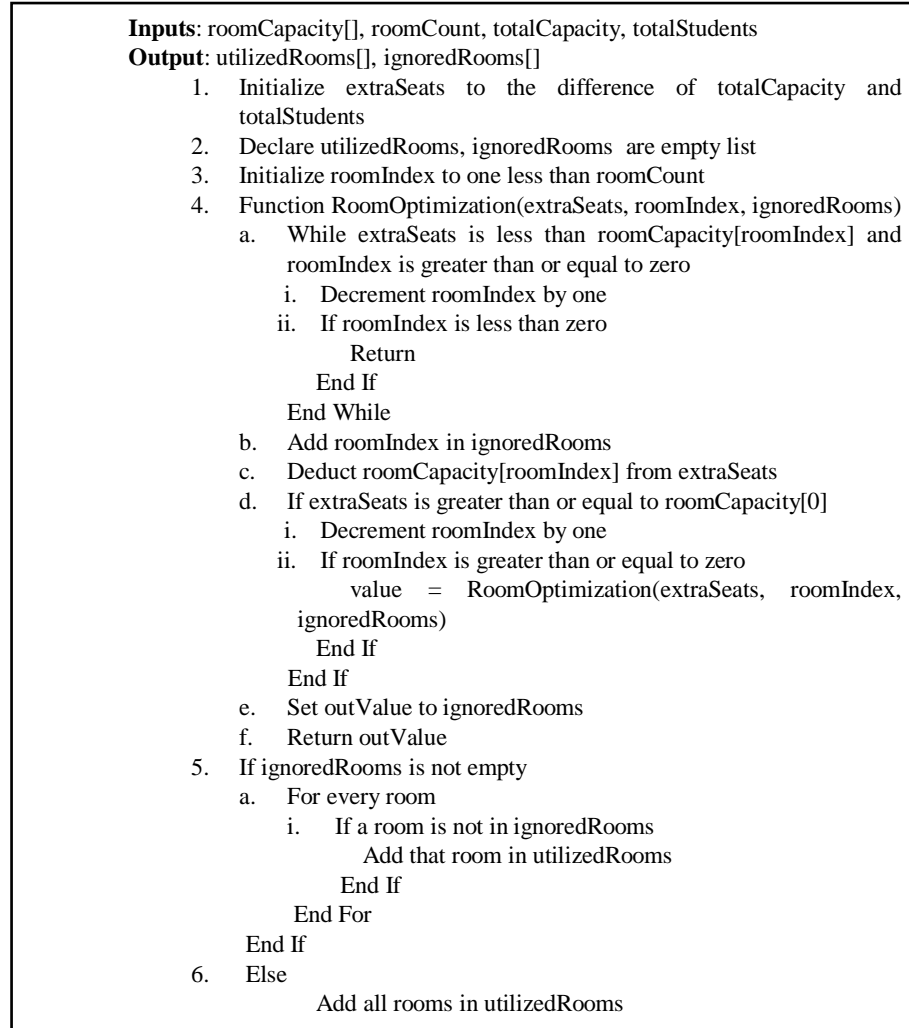 Inputs: roomCapacity[], roomCount, totalCapacity, totalStudents
Output: utilizedRooms[], ignoredRooms[]
1. Initialize extraSeats to the difference of totalCapacity and
totalStudents
2. Declare utilizedRooms, ignoredRooms are empty list
3. Initialize roomIndex to one less than roomCount
4. Function RoomOptimization(extraSeats, roomIndex, ignoredRooms)
a. While extraSeats is less than roomCapacity[roomIndex] and
roomIndex is greater than or equal to zero
i. Decrement roomIndex by one
ii. If roomIndex is less than zero
Return
End If
End While
b. Add roomIndex in ignoredRooms
c. Deduct roomCapacity[roomIndex] from extraSeats
d. If extraSeats is greater than or equal to roomCapacity[0]
i. Decrement roomIndex by one
ii. If roomIndex is greater than or equal to zero
value = RoomOptimization(extraSeats, roomIndex,
ignoredRooms)
End If
End If
e. Set outValue to ignoredRooms
f. Return outValue
5. If ignoredRooms is not empty
a. For every room
i. If a room is not in ignoredRooms
Add that room in utilizedRooms
End If
End For
End If
6. Else
Add all rooms in utilizedRooms